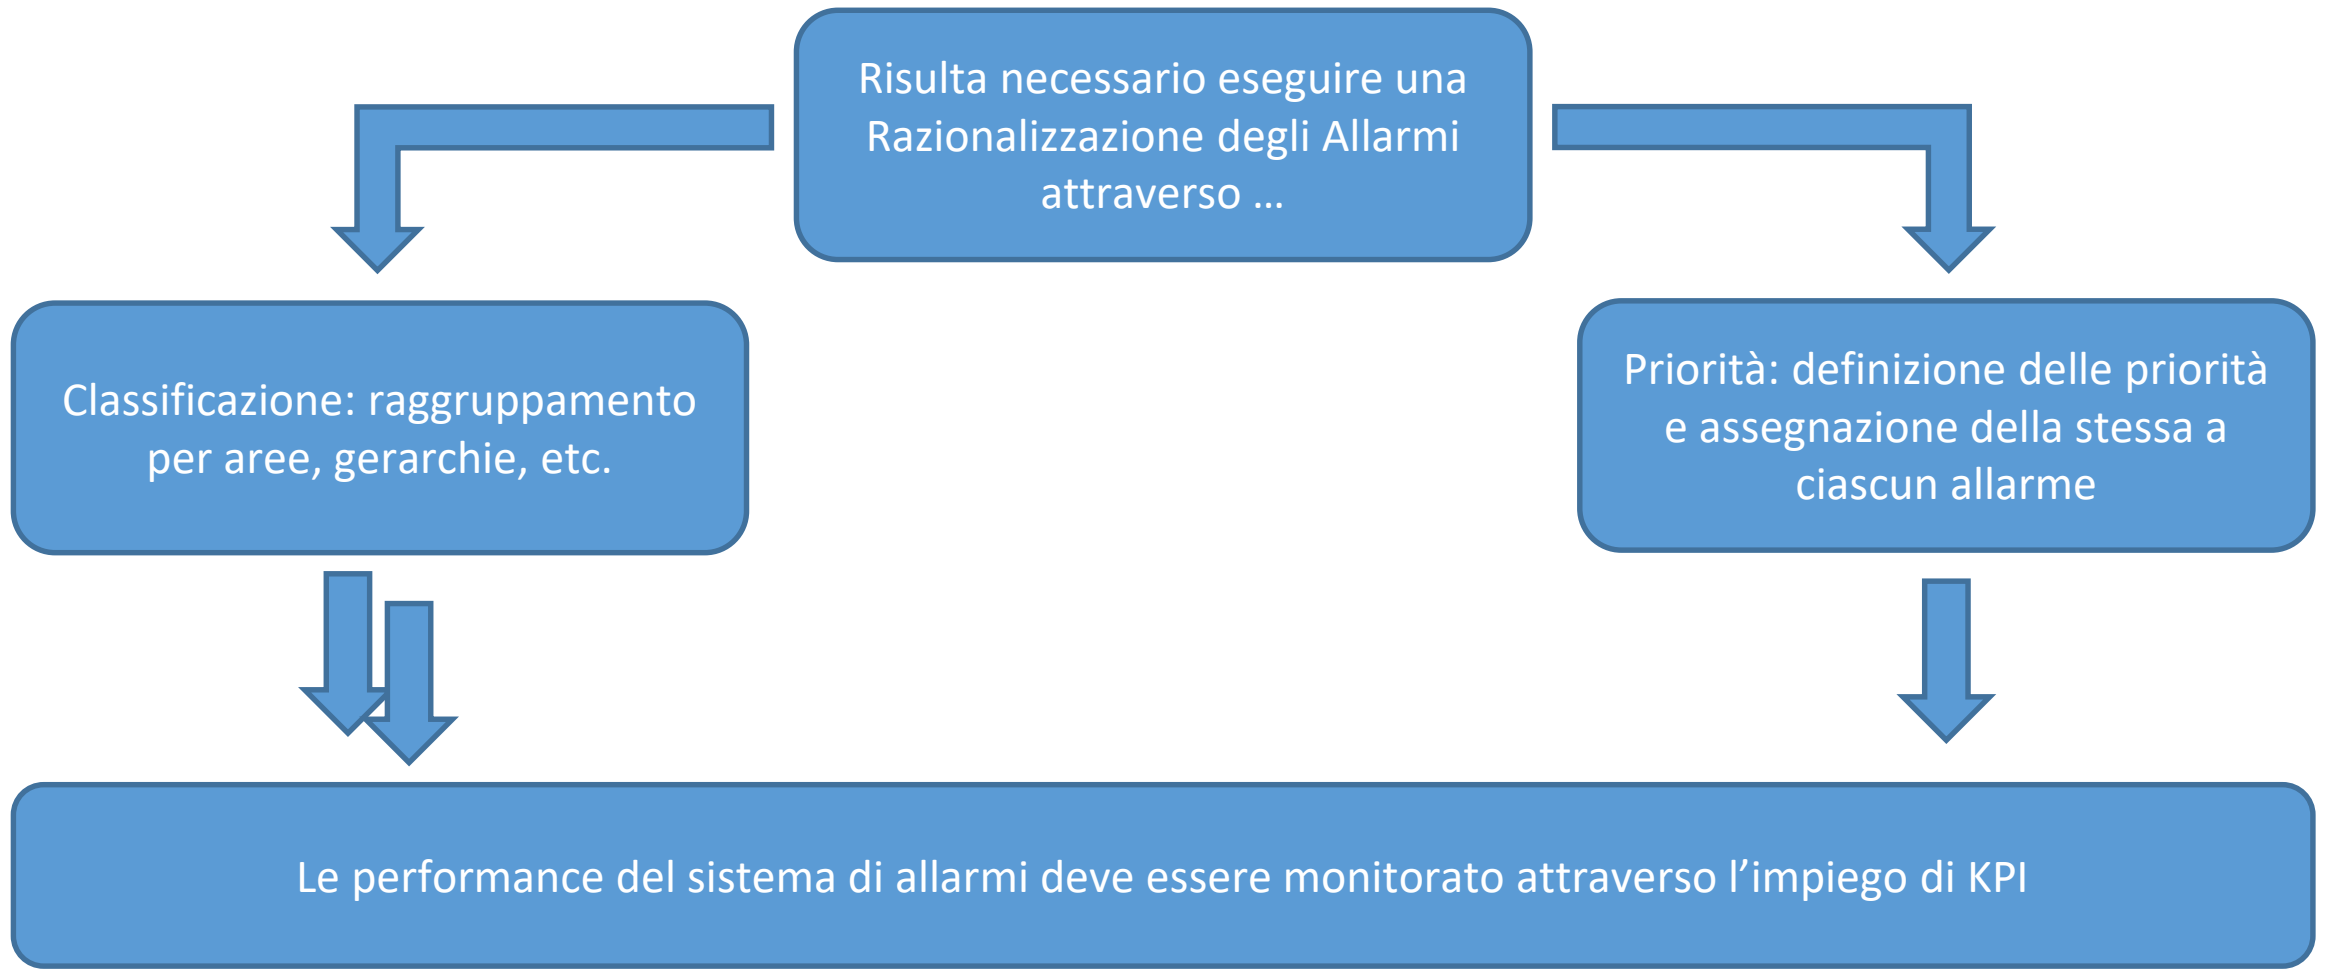 Risulta necessario eseguire una
Razionalizzazione degli Allarmi
attraverso …
Classificazione: raggruppamento
per aree, gerarchie, etc.
Priorità: definizione delle priorità
e assegnazione della stessa a
ciascun allarme
Le performance del sistema di allarmi deve essere monitorato attraverso l’impiego di KPI